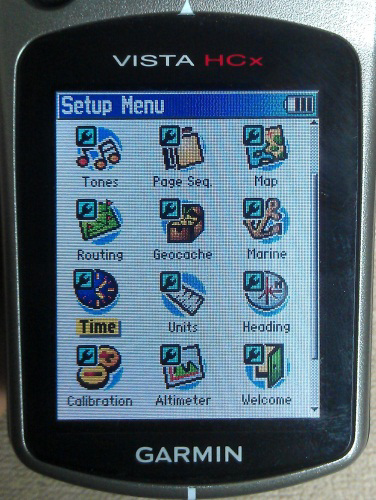 VISTA HCx
Setup Menu
Tones Page Seq. Map
Routing Geocache Marine
Time Units Heading
Calibration Altimeter Welcome
GARMIN